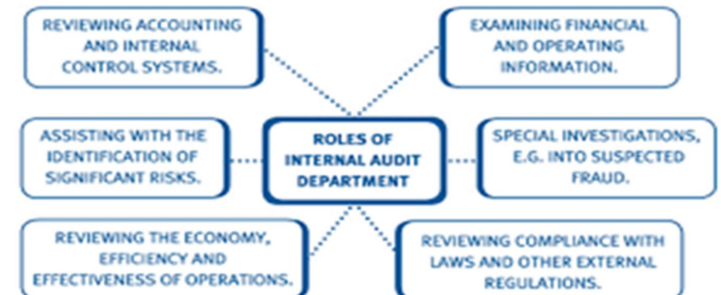 REVIEWING ACCOUNTING
AND INTERNAL
CONTROL SYSTEMS.
EXAMINING FINANCIAL
AND OPERATING
INFORMATION.
ASSISTING WITH THE
IDENTIFICATION OF
SIGNIFICANT RISKS.
ROLES OF
INTERNAL AUDIT
DEPARTMENT
SPECIAL INVESTIGATIONS,
E.G. INTO SUSPECTED
FRAUD.
REVIEWING THE ECONOMY,
EFFICIENCY AND
EFFECTIVENESS OF OPERATIONS.
REVIEWING COMPLIANCE WITH
LAWS AND OTHER EXTERNAL
REGULATIONS.